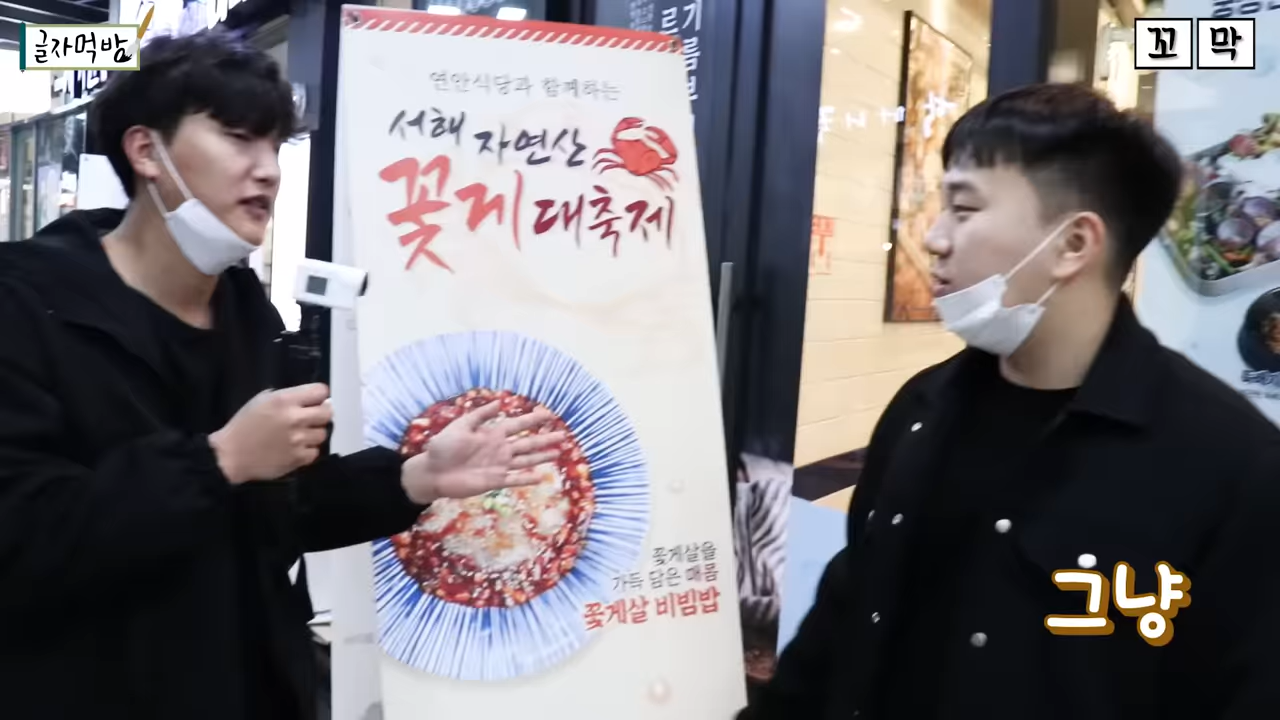 글자먹방
꼬막
연안식당과 함께하는
서해 자연산
꽃게 대축제
꽃게살을
가득 담은 매콤
꽃게살 비빔밥
그냥